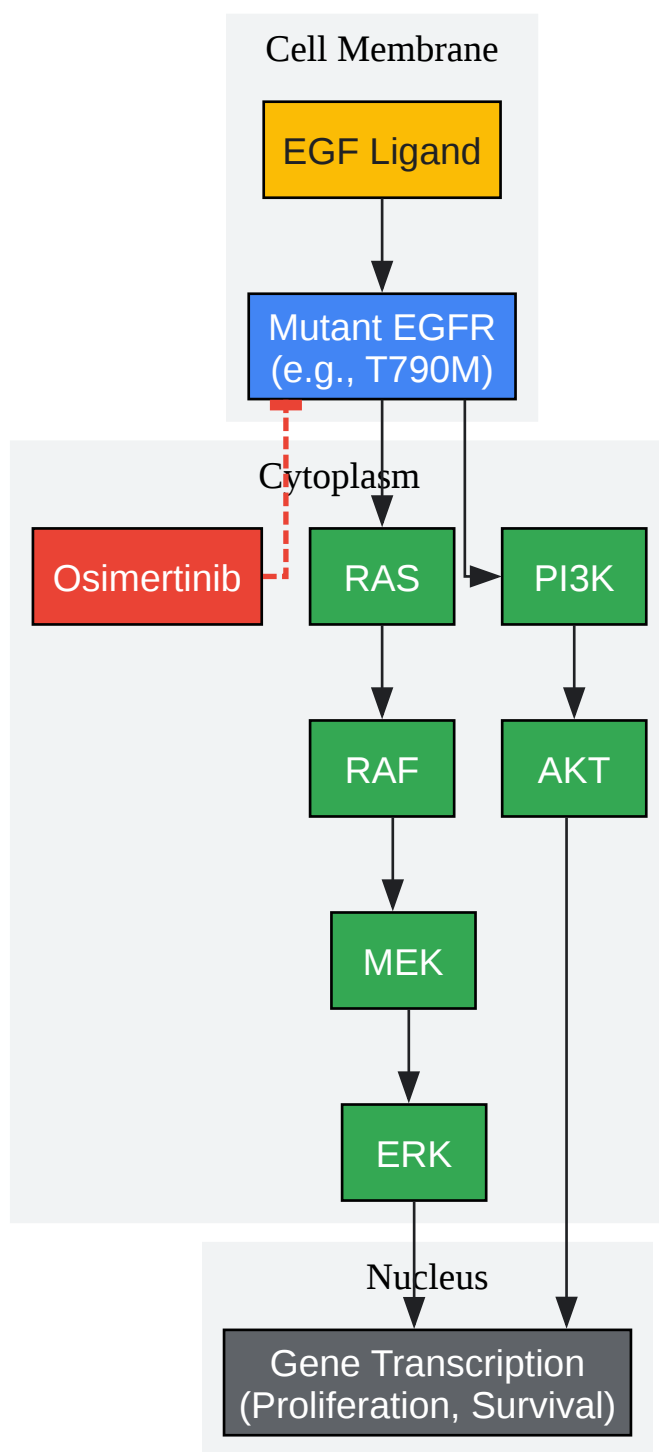 Cell Membrane
EGF Ligand
Mutant EGFR
(e.g., T790M)
Cytoplasm
Osimertinib
RAS
PI3K
RAF
AKT
MEK
ERK
Nucleus
Gene Transcription
(Proliferation, Survival)